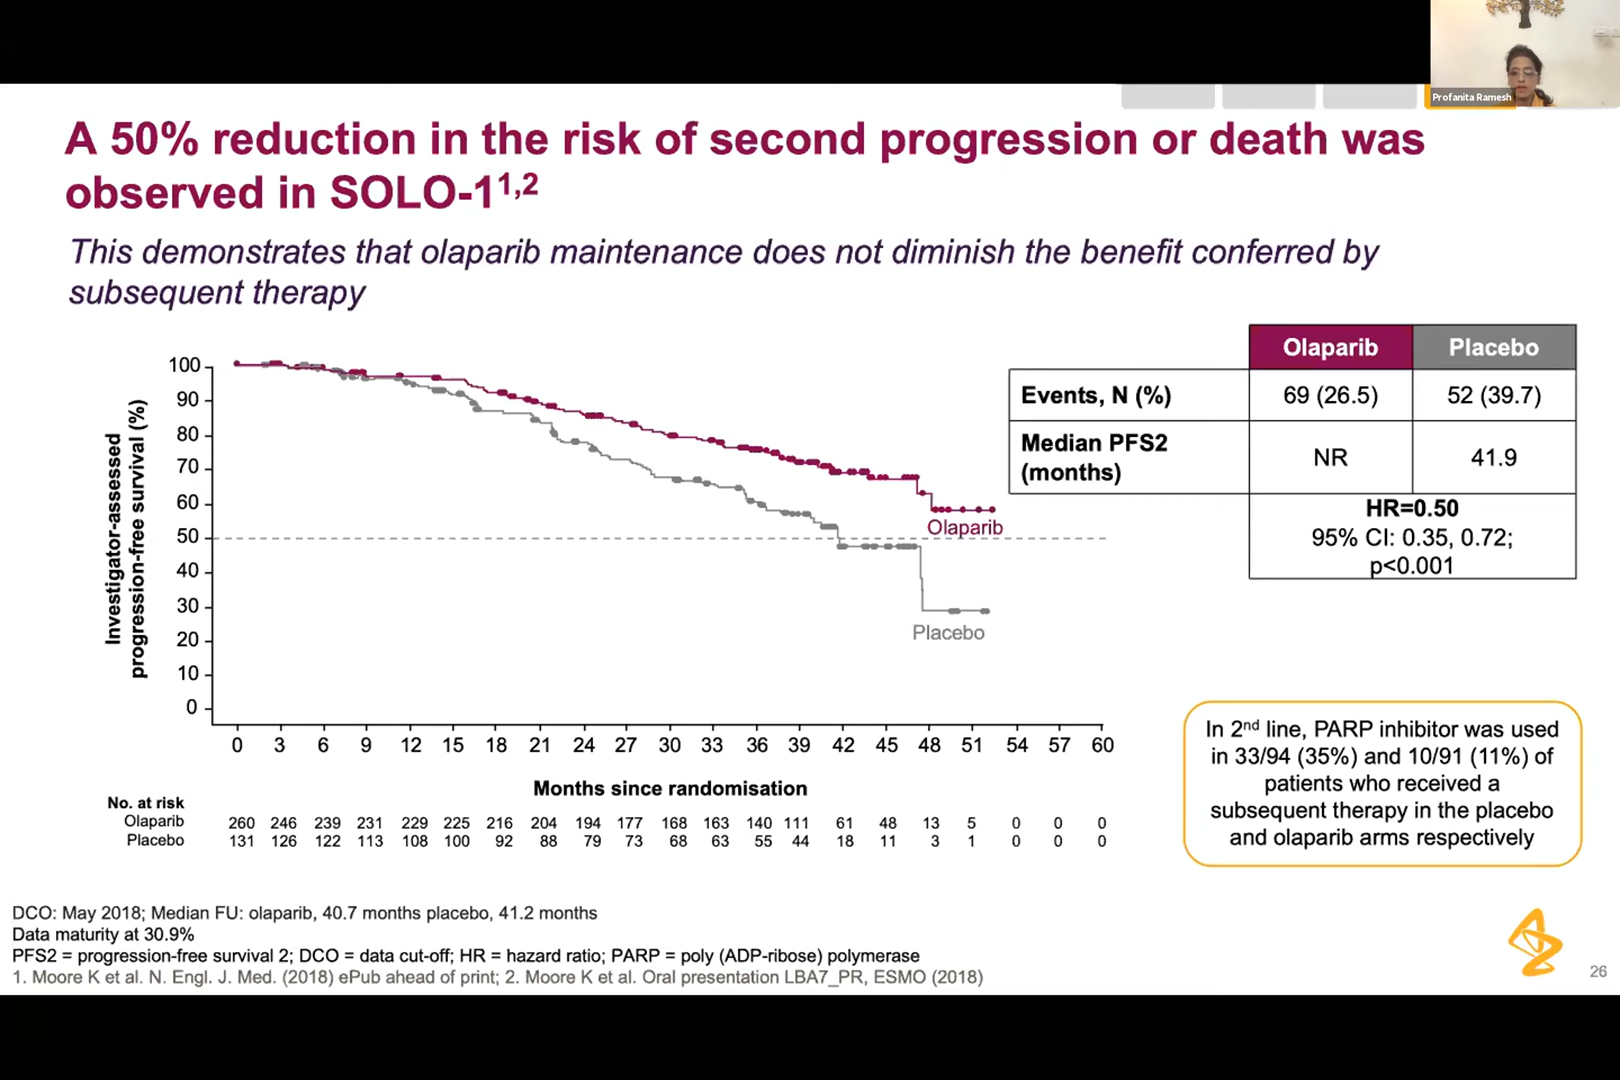 Profanita Ramesh
A 50% reduction in the risk of second progression or death was
observed in SOLO-1¹,²
This demonstrates that olaparib maintenance does not diminish the benefit conferred by
subsequent therapy
Olaparib Placebo
Events, N (%) 69 (26.5) 52 (39.7)
Median PFS2
(months) NR 41.9
HR=0.50
95% CI: 0.35, 0.72;
p<0.001
Investigator-assessed
progression-free survival (%)
100
90
80
70
60
50
40
30
20
10
0
Olaparib
Placebo
0 3 6 9 12 15 18 21 24 27 30 33 36 39 42 45 48 51 54 57 60
Months since randomisation
No. at risk
Olaparib 260 246 239 231 229 225 216 204 194 177 168 163 140 111 61 48 13 5 0 0 0
Placebo 131 126 122 113 108 100 92 88 79 73 68 63 55 44 18 11 3 1 0 0 0
In 2nd line, PARP inhibitor was used
in 33/94 (35%) and 10/91 (11%) of
patients who received a
subsequent therapy in the placebo
and olaparib arms respectively
DCO: May 2018; Median FU: olaparib, 40.7 months placebo, 41.2 months
Data maturity at 30.9%
PFS2 = progression-free survival 2; DCO = data cut-off; HR = hazard ratio; PARP = poly (ADP-ribose) polymerase
1. Moore K et al. N. Engl. J. Med. (2018) ePub ahead of print; 2. Moore K et al. Oral presentation LBA7_PR, ESMO (2018)
26